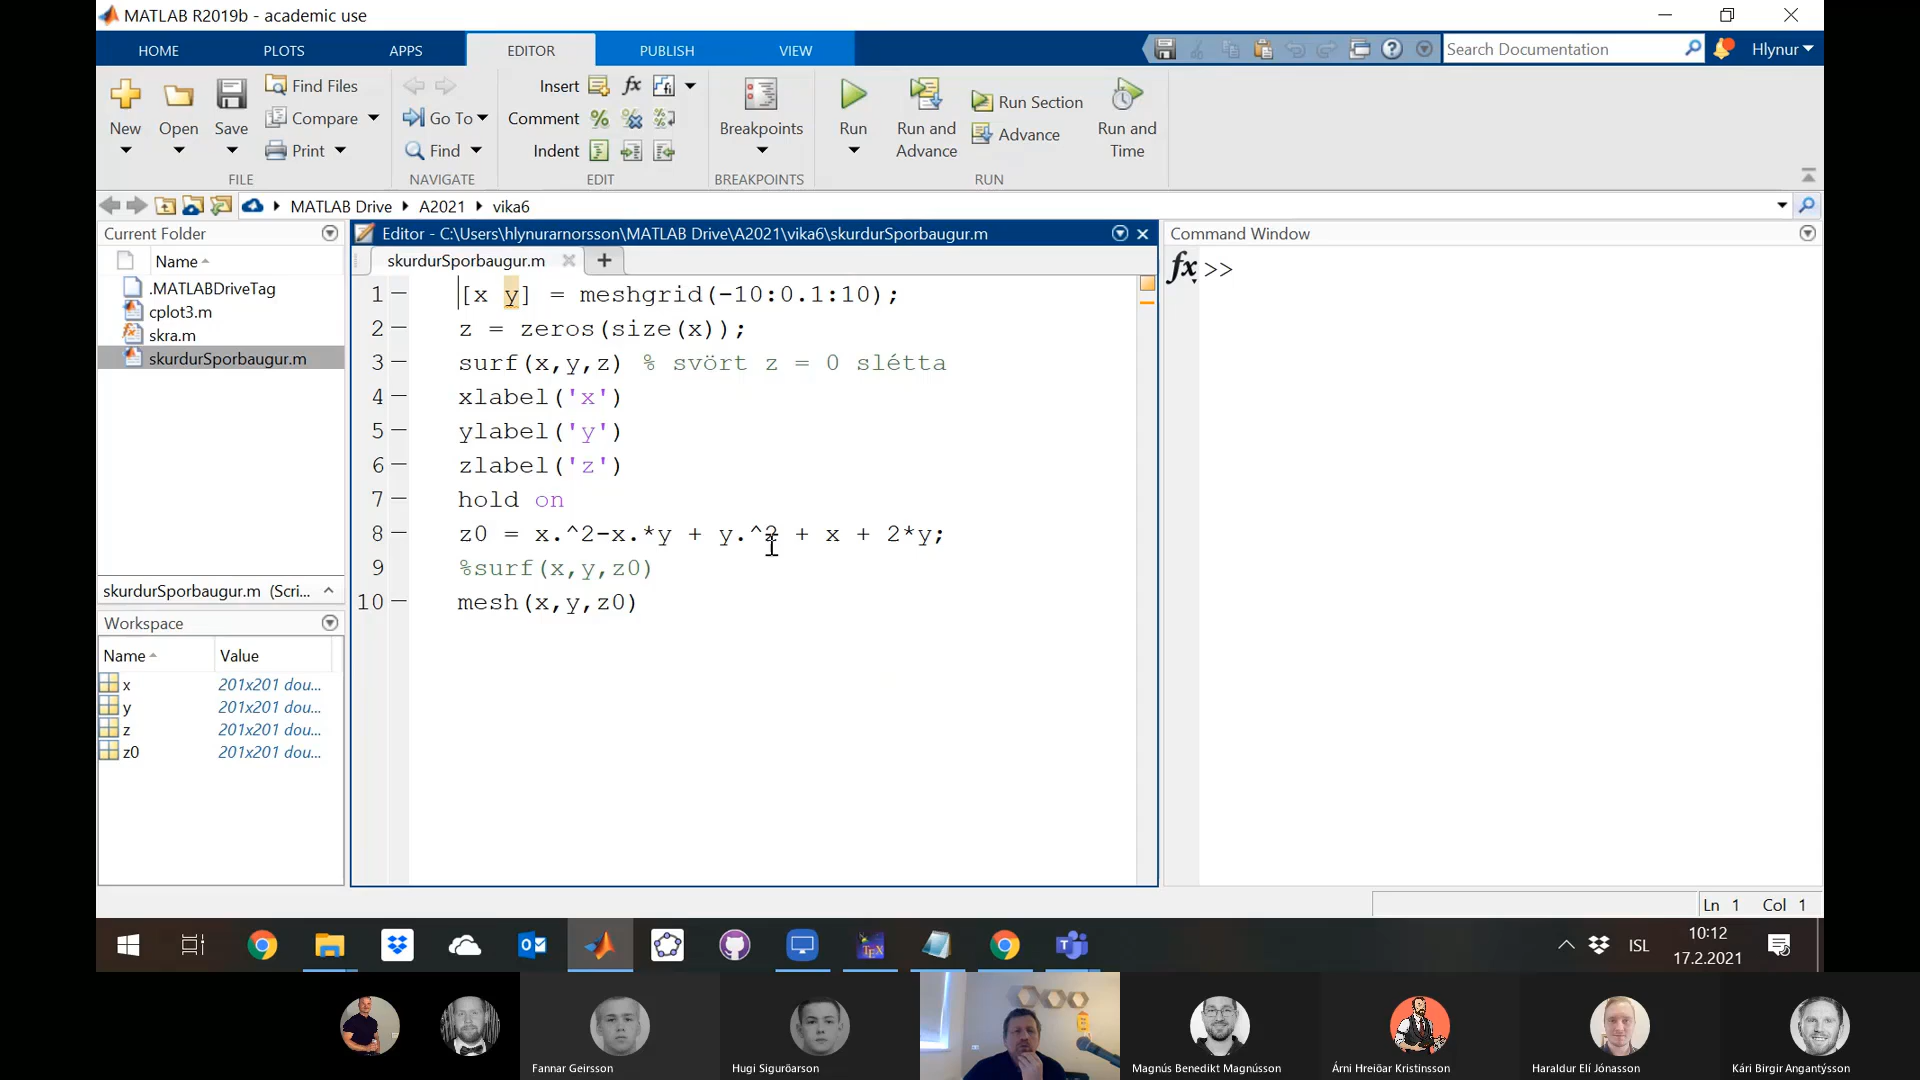 MATLAB R2019b - academic use
HOME PLOTS APPS EDITOR PUBLISH VIEW
Search Documentation
Hlynur
New
Open
Save
Find Files
Compare
Print
FILE
Go To
Find
NAVIGATE
Insert fx
Comment
Indent
EDIT
Breakpoints
BREAKPOINTS
Run
Run and
Advance
Run Section
Advance
Run and
Time
RUN
MATLAB Drive A2021 vika6
Current Folder
Name
.MATLABDriveTag
cplot3.m
skra.m
skurdurSporbaugur.m
skurdurSporbaugur.m (Scri...
Workspace
Name Value
x 201x201 dou...
y 201x201 dou...
z 201x201 dou...
z0 201x201 dou...
Editor - C:\Users\hlynurarnorsson\MATLAB Drive\A2021\vika6\skurdurSporbaugur.m
skurdurSporbaugur.m
1 [x y] = meshgrid(-10:0.1:10);
2 z = zeros(size(x));
3 surf(x,y,z) % svört z = 0 slétta
4 xlabel('x')
5 ylabel('y')
6 zlabel('z')
7 hold on
8 z0 = x.^2-x.*y + y.^2 + x + 2*y;
9 %surf(x,y,z0)
10 mesh(x,y,z0)
Command Window
fx >>
Ln 1 Col 1
ISL
10:12
17.2.2021
Fannar Geirsson
Hugi Sigurðarson
Magnús Benedikt Magnússon
Árni Hreiðar Kristinsson
Haraldur Elí Jónasson
Kári Birgir Angantýsson